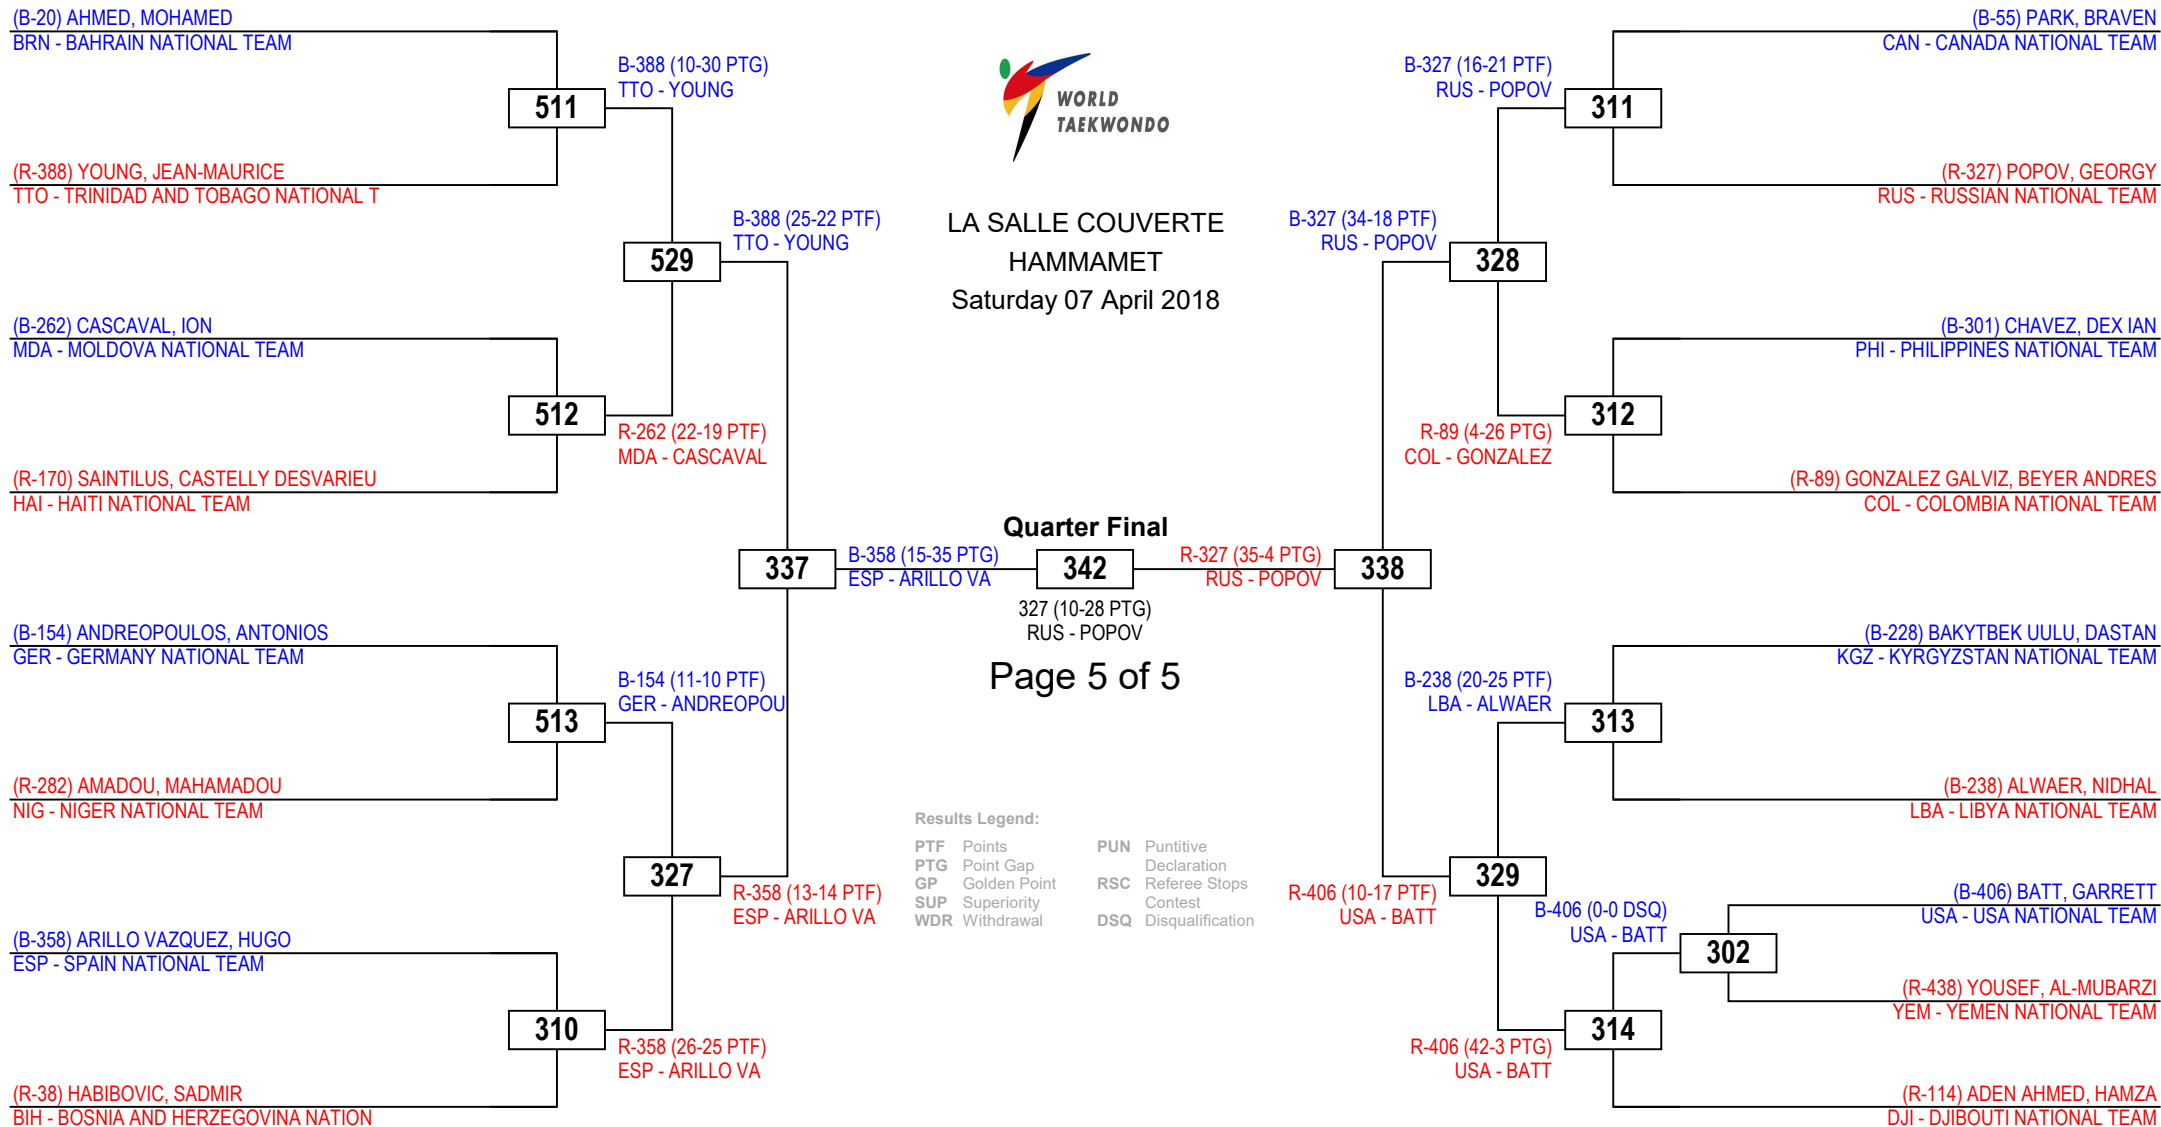 (B-20) AHMED, MOHAMED
BRN - BAHRAIN NATIONAL TEAM
B-388 (10-30 PTG)
TTO - YOUNG
511
(R-388) YOUNG, JEAN-MAURICE
TTO - TRINIDAD AND TOBAGO NATIONAL T
B-388 (25-22 PTF)
TTO - YOUNG
529
(B-262) CASCAVAL, ION
MDA - MOLDOVA NATIONAL TEAM
512
R-262 (22-19 PTF)
MDA - CASCAVAL
(R-170) SAINTILUS, CASTELLY DESVARIEU
HAI - HAITI NATIONAL TEAM
337
B-358 (15-35 PTG)
ESP - ARILLO VA
(B-154) ANDREOPOULOS, ANTONIOS
GER - GERMANY NATIONAL TEAM
B-154 (11-10 PTF)
GER - ANDREOPOU
513
(R-282) AMADOU, MAHAMADOU
NIG - NIGER NATIONAL TEAM
327
R-358 (13-14 PTF)
ESP - ARILLO VA
(B-358) ARILLO VAZQUEZ, HUGO
ESP - SPAIN NATIONAL TEAM
310
R-358 (26-25 PTF)
ESP - ARILLO VA
(R-38) HABIBOVIC, SADMIR
BIH - BOSNIA AND HERZEGOVINA NATION
WORLD
TAEKWONDO
LA SALLE COUVERTE
HAMMAMET
Saturday 07 April 2018
Quarter Final
342
327 (10-28 PTG)
RUS - POPOV
Page 5 of 5
Results Legend:
PTF Points
PTG Point Gap
GP Golden Point
SUP Superiority
WDR Withdrawal
PUN Puntitive
Declaration
RSC Referee Stops
Contest
DSQ Disqualification
(B-55) PARK, BRAVEN
CAN - CANADA NATIONAL TEAM
B-327 (16-21 PTF)
RUS - POPOV
311
(R-327) POPOV, GEORGY
RUS - RUSSIAN NATIONAL TEAM
B-327 (34-18 PTF)
RUS - POPOV
328
(B-301) CHAVEZ, DEX IAN
PHI - PHILIPPINES NATIONAL TEAM
312
R-89 (4-26 PTG)
COL - GONZALEZ
(R-89) GONZALEZ GALVIZ, BEYER ANDRES
COL - COLOMBIA NATIONAL TEAM
R-327 (35-4 PTG)
RUS - POPOV
338
(B-228) BAKYTBEK UULU, DASTAN
KGZ - KYRGYZSTAN NATIONAL TEAM
B-238 (20-25 PTF)
LBA - ALWAER
313
(B-238) ALWAER, NIDHAL
LBA - LIBYA NATIONAL TEAM
329
R-406 (10-17 PTF)
USA - BATT
(B-406) BATT, GARRETT
USA - USA NATIONAL TEAM
B-406 (0-0 DSQ)
USA - BATT
302
(R-438) YOUSEF, AL-MUBARZI
YEM - YEMEN NATIONAL TEAM
314
R-406 (42-3 PTG)
USA - BATT
(R-114) ADEN AHMED, HAMZA
DJI - DJIBOUTI NATIONAL TEAM